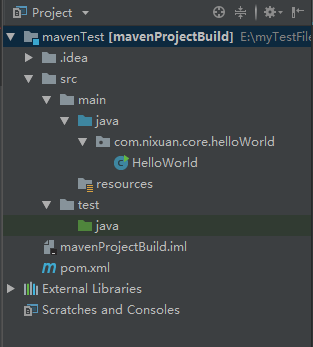 Project
mavenTest [mavenProjectBuild] E:\myTestFile
.idea
src
main
java
com.nixuan.core.helloWorld
HelloWorld
resources
test
java
mavenProjectBuild.iml
pom.xml
External Libraries
Scratches and Consoles